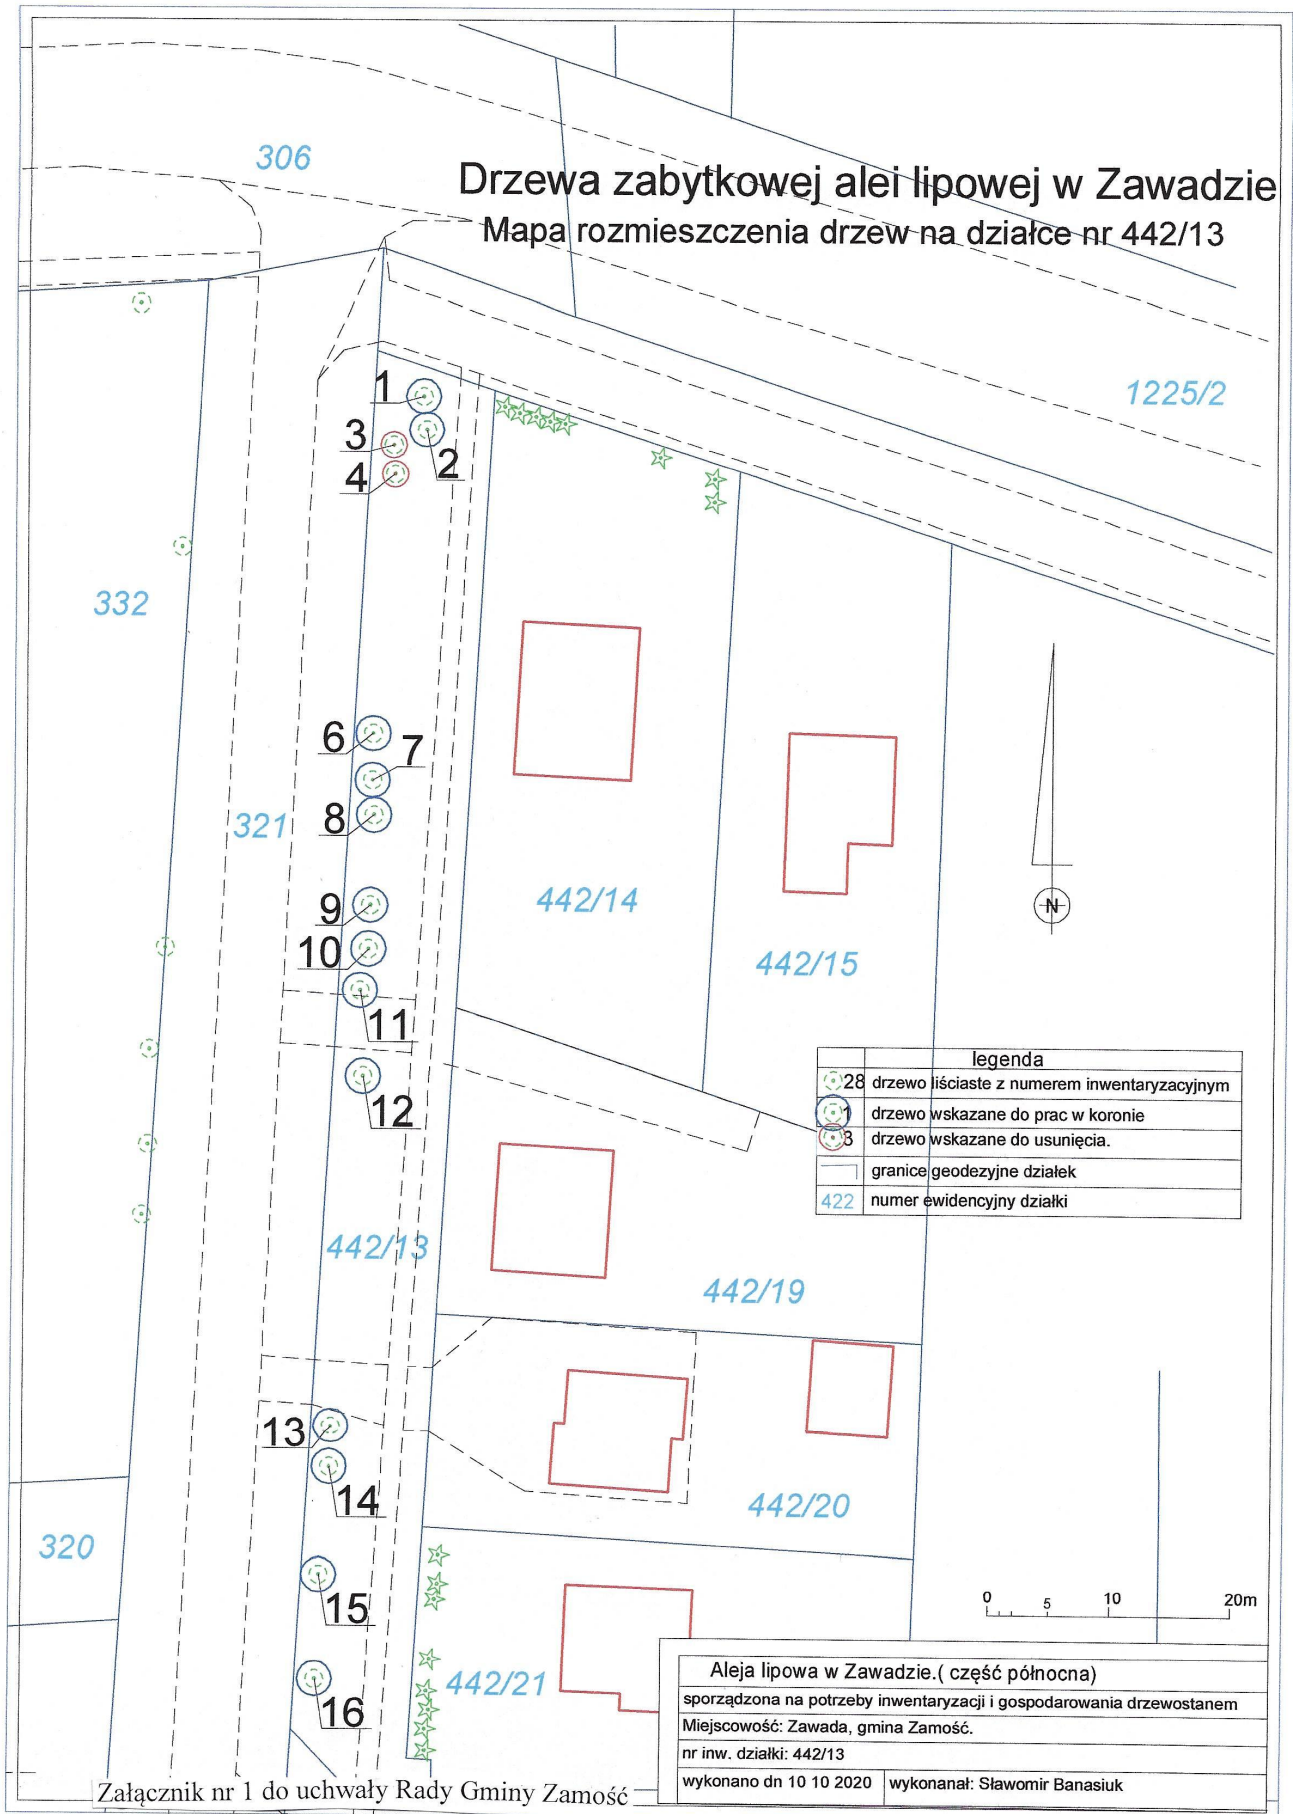 306
Drzewa zabytkowej alei lipowej w Zawadzie
Mapa rozmieszczenia drzew na działce nr 442/13
1225/2
1
2
3
4
332
6
7
8
321
9
10
11
12
442/14
442/15
N
legenda
28 drzewo liściaste z numerem inwentaryzacyjnym
1 drzewo wskazane do prac w koronie
3 drzewo wskazane do usunięcia.
granice geodezyjne działek
422 numer ewidencyjny działki
442/13
442/19
13
14
442/20
320
15
16
442/21
0 5 10 20m
Aleja lipowa w Zawadzie.( część północna)
sporządzona na potrzeby inwentaryzacji i gospodarowania drzewostanem
Miejscowość: Zawada, gmina Zamość.
nr inw. działki: 442/13
wykonano dn 10 10 2020 wykonanał: Sławomir Banasiuk
Załącznik nr 1 do uchwały Rady Gminy Zamość